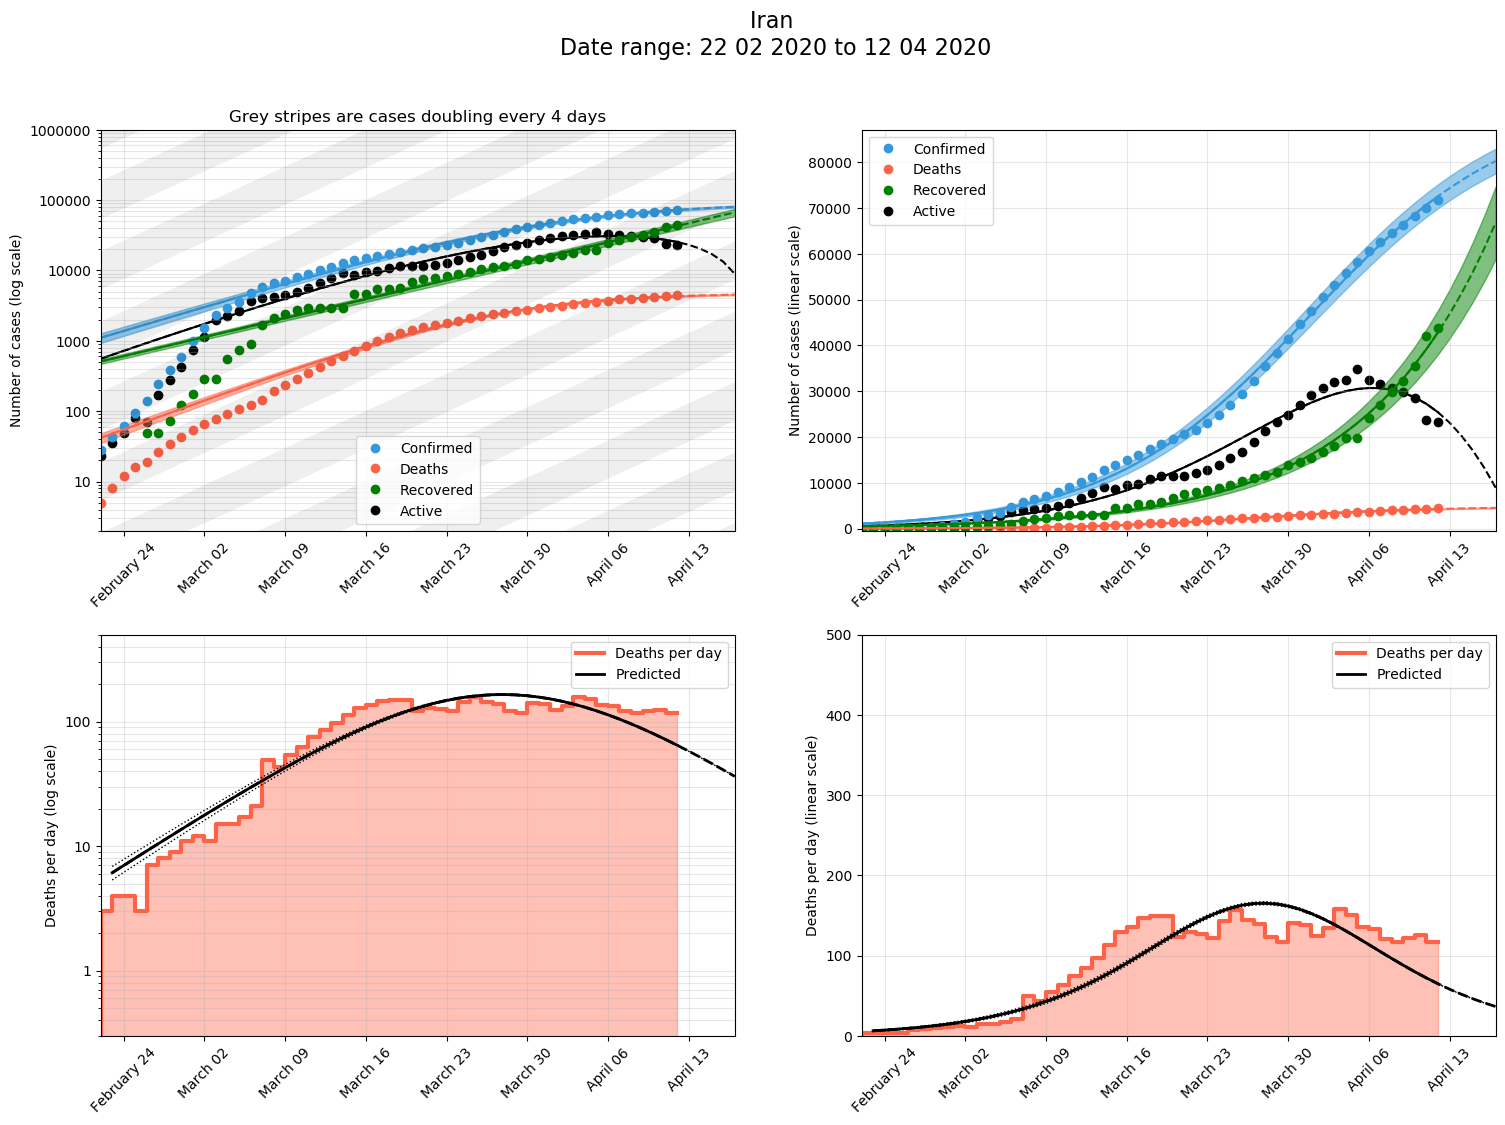 Iran
Date range: 22 02 2020 to 12 04 2020
Grey stripes are cases doubling every 4 days
Number of cases (log scale)
1000000
100000
10000
1000
100
10
Confirmed
Deaths
Recovered
Active
February 24
March 02
March 09
March 16
March 23
March 30
April 06
April 13
Number of cases (linear scale)
80000
70000
60000
50000
40000
30000
20000
10000
0
Confirmed
Deaths
Recovered
Active
February 24
March 02
March 09
March 16
March 23
March 30
April 06
April 13
Deaths per day (log scale)
100
10
1
Deaths per day
Predicted
February 24
March 02
March 09
March 16
March 23
March 30
April 06
April 13
Deaths per day (linear scale)
500
400
300
200
100
0
Deaths per day
Predicted
February 24
March 02
March 09
March 16
March 23
March 30
April 06
April 13